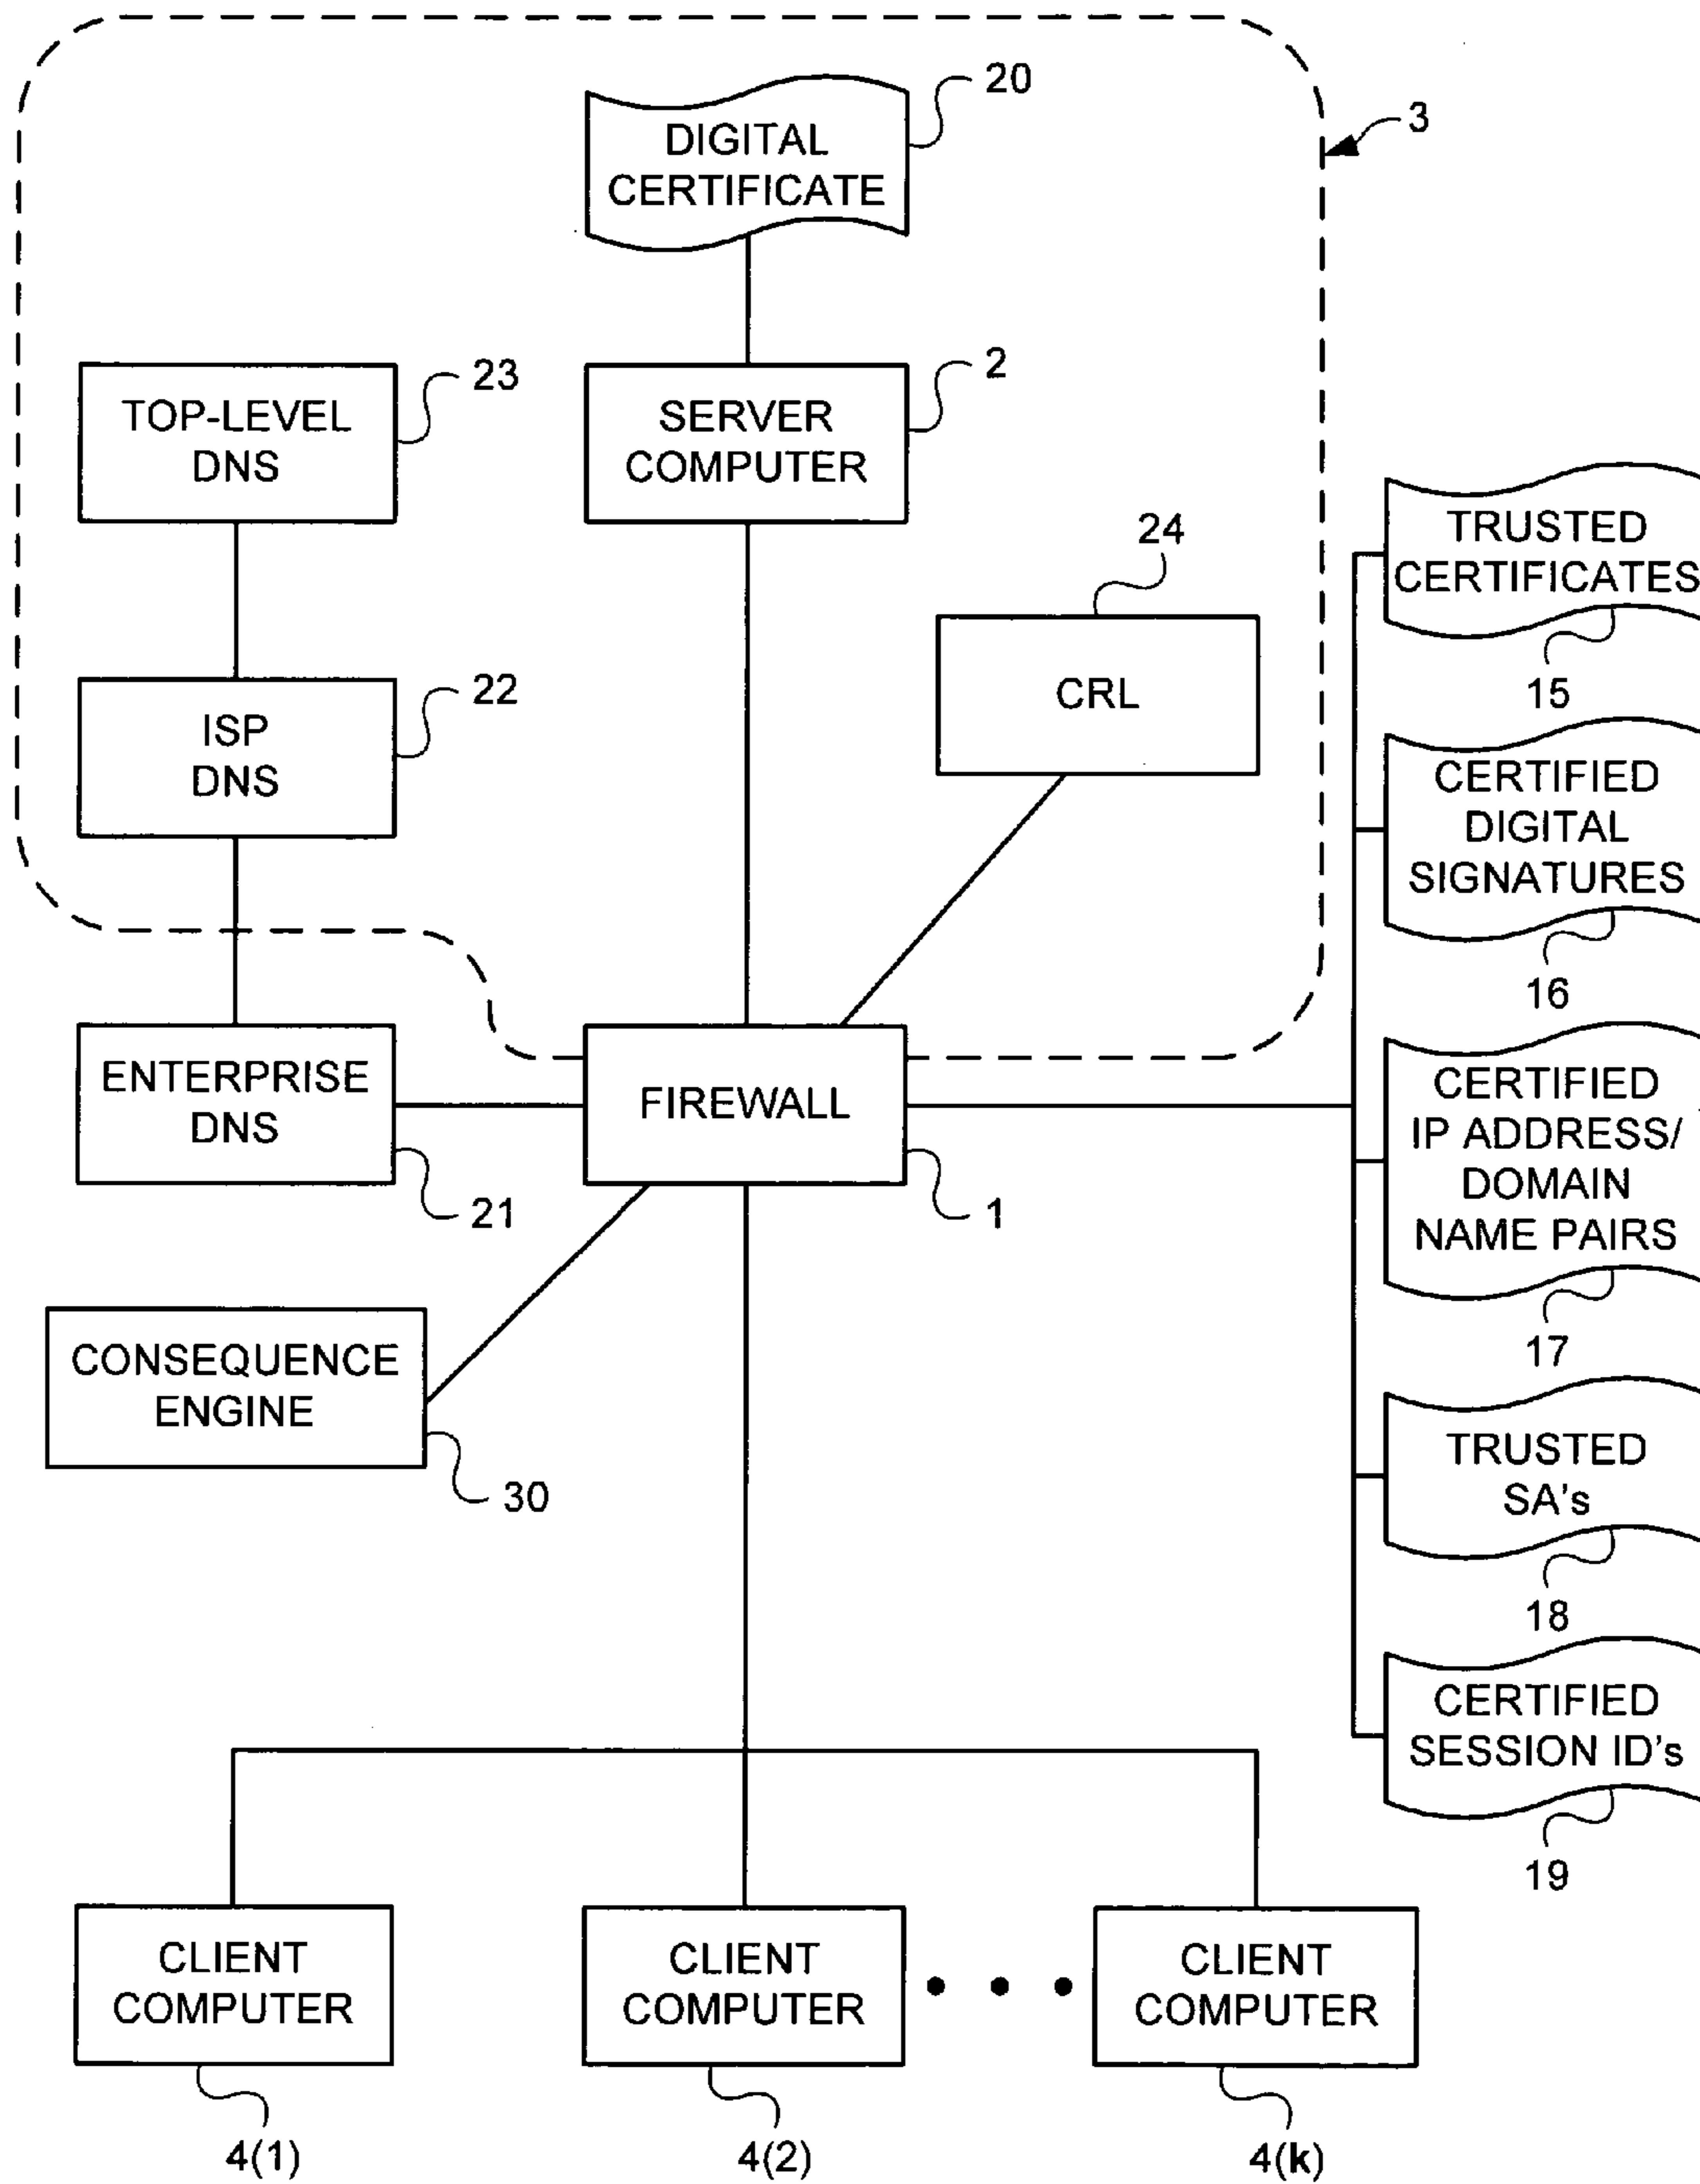 20
DIGITAL
CERTIFICATE
3
23
TOP-LEVEL
DNS
2
SERVER
COMPUTER
24
CRL
22
ISP
DNS
TRUSTED
CERTIFICATES
15
CERTIFIED
DIGITAL
SIGNATURES
16
ENTERPRISE
DNS
21
FIREWALL
1
CERTIFIED
IP ADDRESS/
DOMAIN
NAME PAIRS
17
CONSEQUENCE
ENGINE
30
TRUSTED
SA's
18
CERTIFIED
SESSION ID's
19
CLIENT
COMPUTER
4(1)
CLIENT
COMPUTER
4(2)
CLIENT
COMPUTER
4(k)